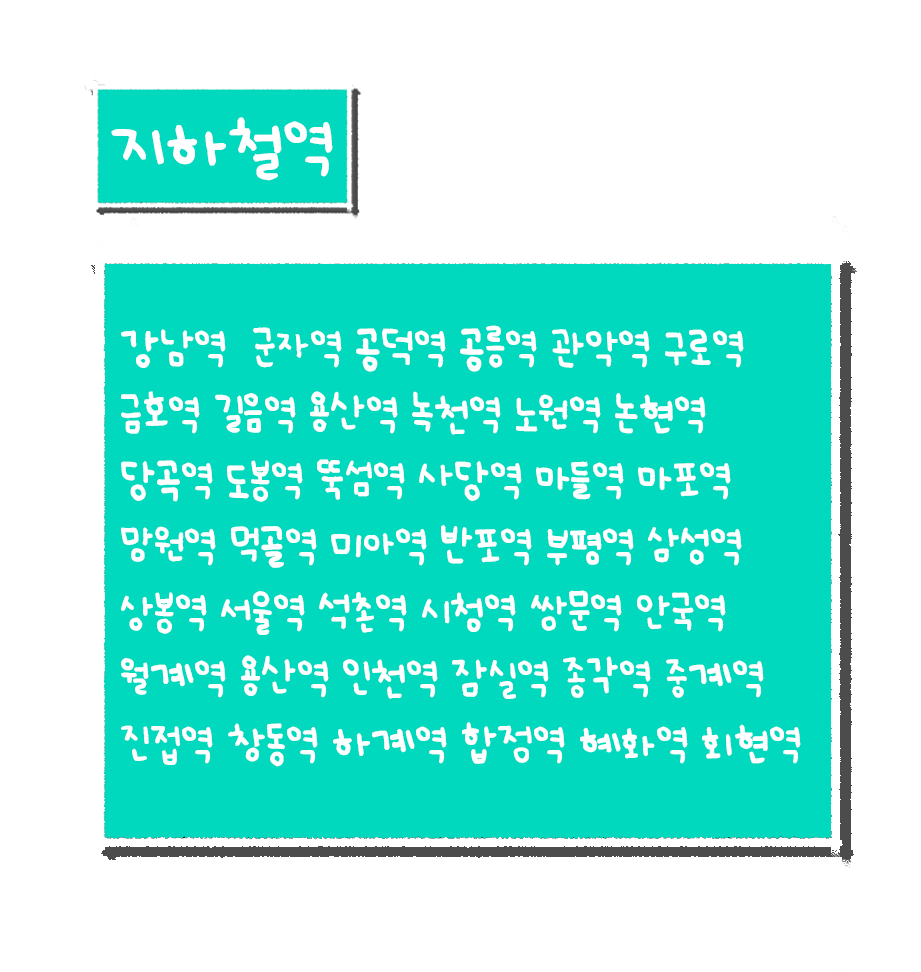 지하철역
강남역 군자역 공덕역 공릉역 관악역 구로역
금호역 길음역 용산역 녹천역 노원역 논현역
당곡역 도봉역 뚝섬역 사당역 마들역 마포역
망원역 먹골역 미아역 반포역 부평역 삼성역
상봉역 서울역 석촌역 시청역 쌍문역 안국역
월계역 용산역 인천역 잠실역 종각역 중계역
진접역 창동역 하계역 합정역 혜화역 회현역